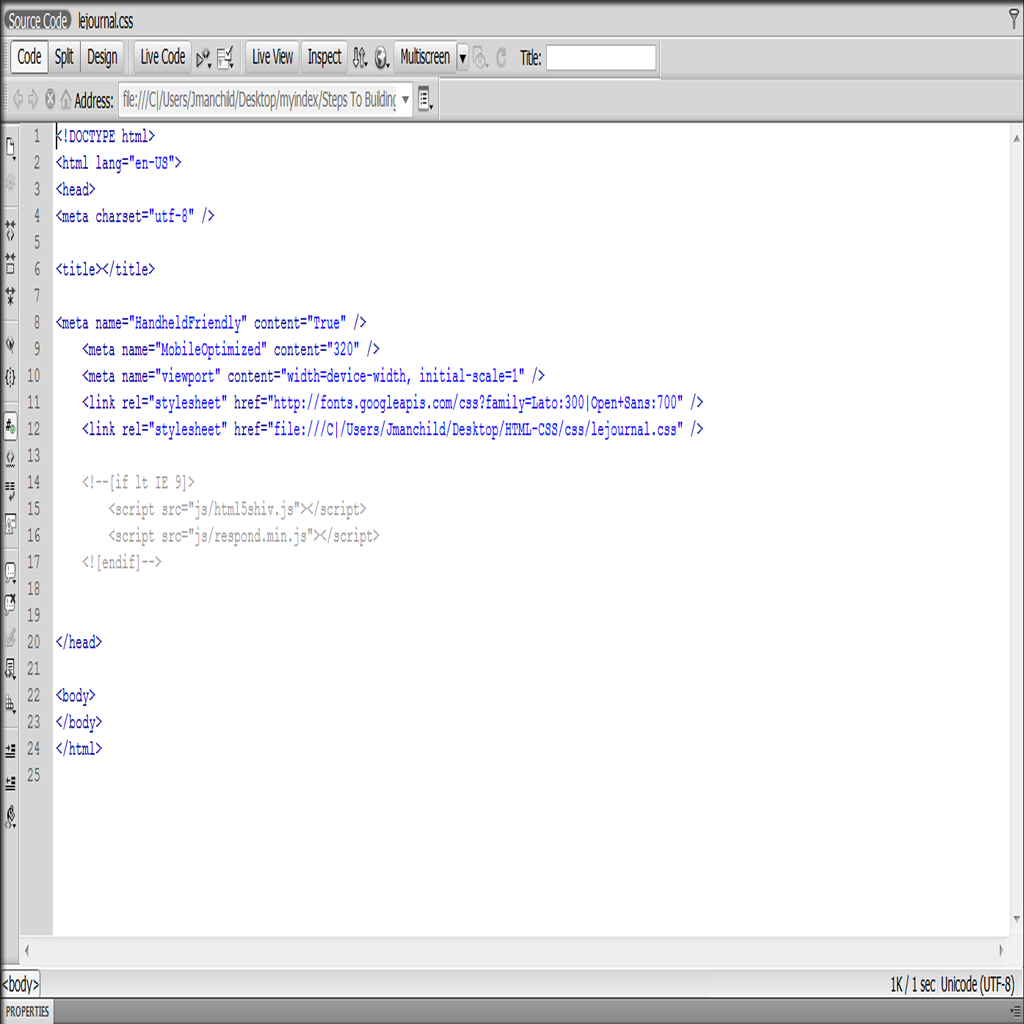 Source Code lejournal.css
Code Split Design Live Code Live View Inspect Multiscreen Title:
Address: file:///C|/Users/Jmanchild/Desktop/myindex/Steps To Building
1 <!DOCTYPE html>
2 <html lang="en-US">
3 <head>
4 <meta charset="utf-8" />
5
6 <title></title>
7
8 <meta name="HandheldFriendly" content="True" />
9 <meta name="MobileOptimized" content="320" />
10 <meta name="viewport" content="width=device-width, initial-scale=1" />
11 <link rel="stylesheet" href="http://fonts.googleapis.com/css?family=Lato:300|Open+Sans:700" />
12 <link rel="stylesheet" href="file:///C|/Users/Jmanchild/Desktop/HTML-CSS/css/lejournal.css" />
13
14 <!--[if lt IE 9]>
15 <script src="js/html5shiv.js"></script>
16 <script src="js/respond.min.js"></script>
17 <![endif]-->
18
19
20 </head>
21
22 <body>
23 </body>
24 </html>
25
<body> 1K / 1 sec Unicode (UTF-8)
PROPERTIES